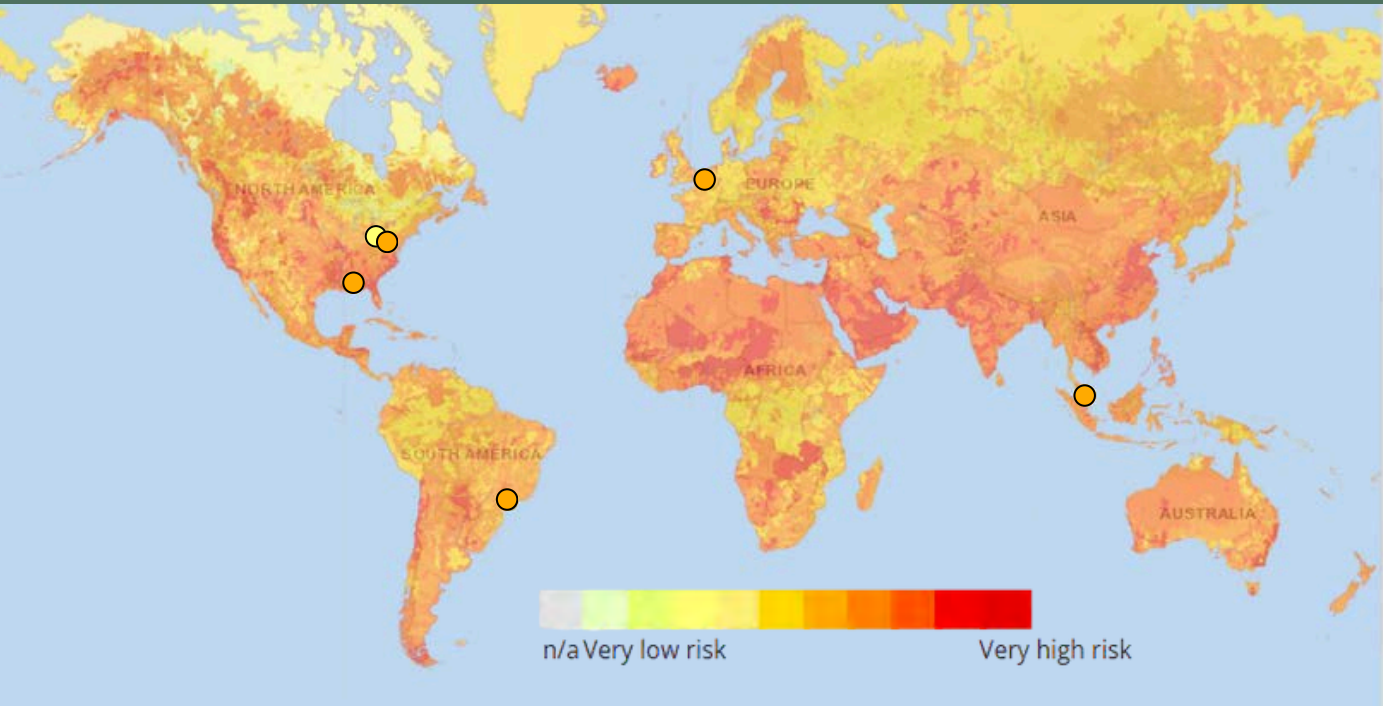 NORTH AMERICA
EUROPE
ASIA
AFRICA
SOUTH AMERICA
AUSTRALIA
n/a Very low risk
Very high risk